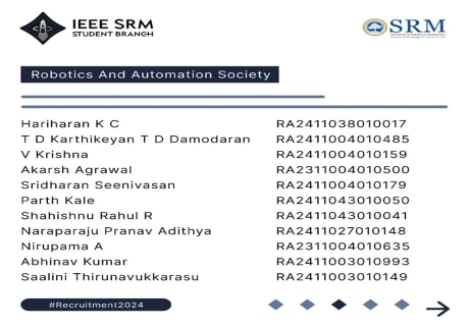 IEEE SRM
STUDENT BRANCH
SRM
Robotics And Automation Society
Hariharan K C RA2411038010017
T D Karthikeyan T D Damodaran RA2411004010485
V Krishna RA2411004010159
Akarsh Agrawal RA2311004010500
Sridharan Seenivasan RA2411004010179
Parth Kale RA2411043010050
Shahishnu Rahul R RA2411043010041
Naraparaju Pranav Adithya RA2411027010148
Nirupama A RA2311004010635
Abhinav Kumar RA2411003010993
Saalini Thirunavukkarasu RA2411003010149
#Recruitment2024